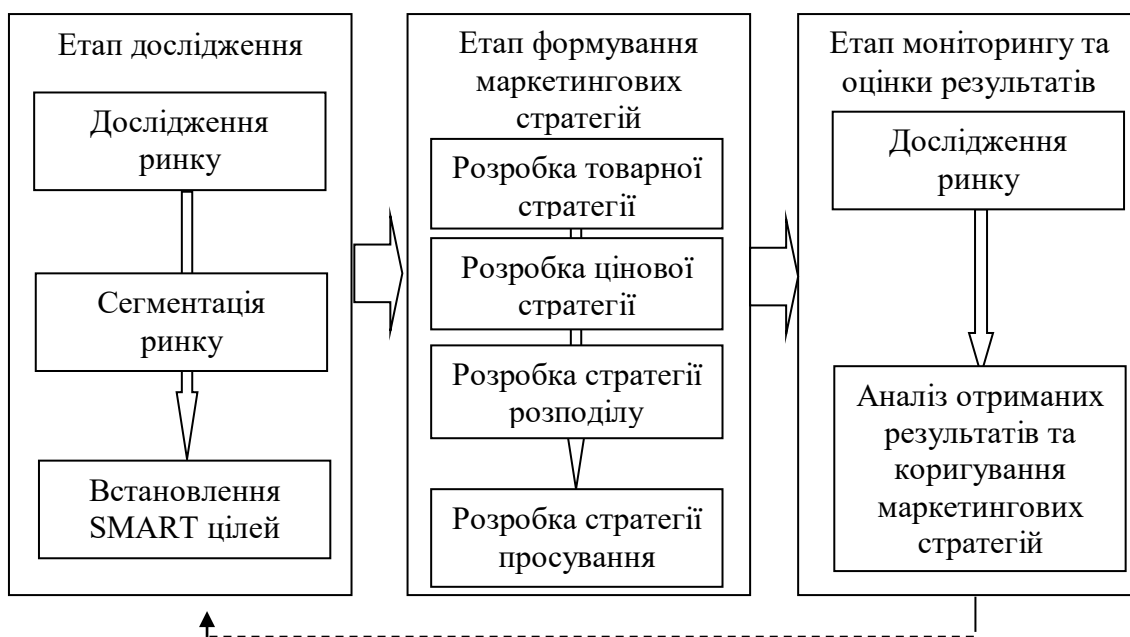 Етап дослідження
Дослідження
ринку
Сегментація
ринку
Встановлення
SMART цілей
Етап формування
маркетингових
стратегій
Розробка товарної
стратегії
Розробка цінової
стратегії
Розробка стратегії
розподілу
Розробка стратегії
просування
Етап моніторингу та
оцінки результатів
Дослідження
ринку
Аналіз отриманих
результатів та
коригування
маркетингових
стратегій